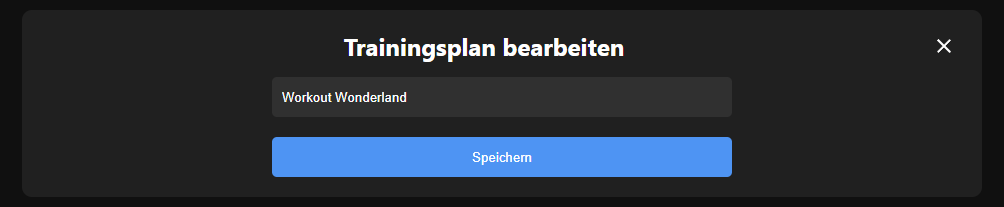 Trainingsplan bearbeiten
Workout Wonderland
Speichern